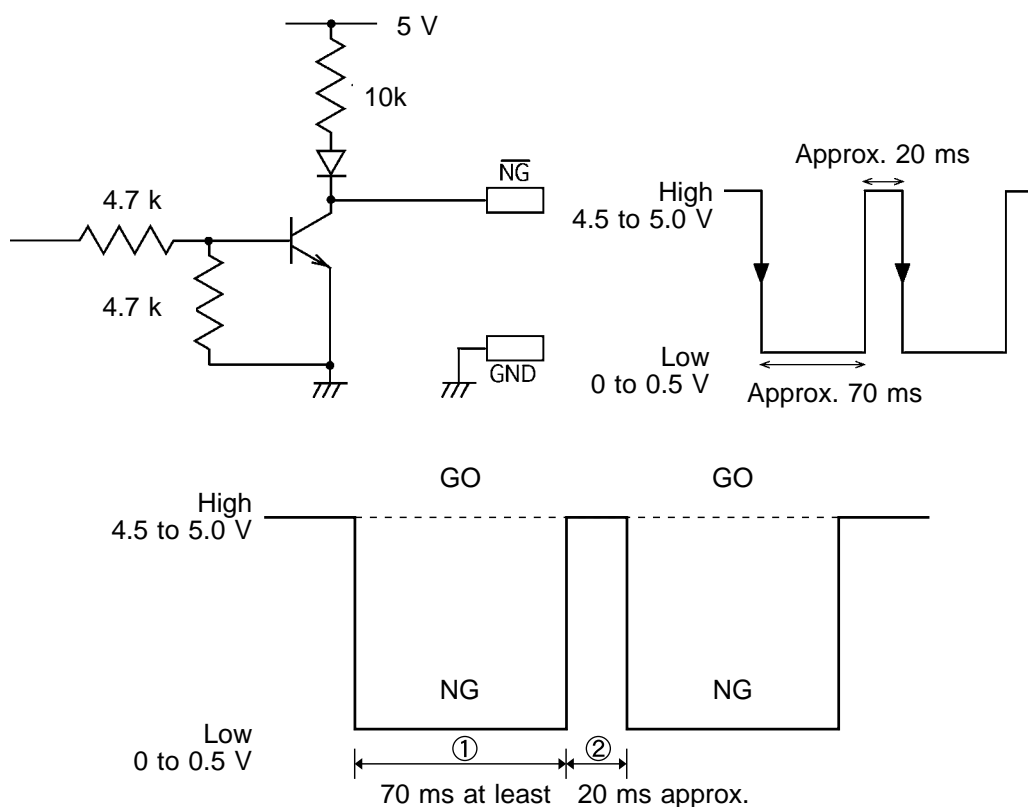 5 V
10k
NG
4.7 k
4.7 k
GND
Approx. 20 ms
High
4.5 to 5.0 V
Low
0 to 0.5 V
Approx. 70 ms
GO GO
High
4.5 to 5.0 V
NG NG
Low
0 to 0.5 V
① ②
70 ms at least 20 ms approx.